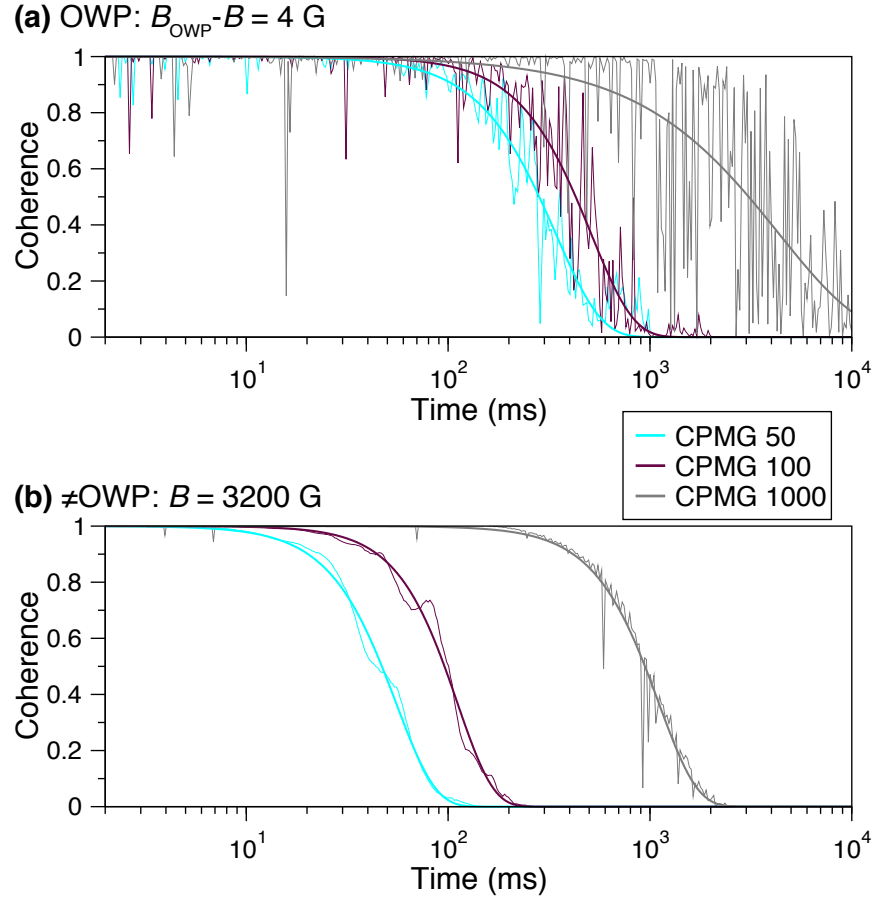 (a) OWP: B_OWP-B = 4 G
1
0.8
0.6
0.4
0.2
0
Coherence
10^1 10^2 10^3 10^4
Time (ms)
CPMG 50
CPMG 100
CPMG 1000
(b) ≠OWP: B = 3200 G
1
0.8
0.6
0.4
0.2
0
Coherence
10^1 10^2 10^3 10^4
Time (ms)